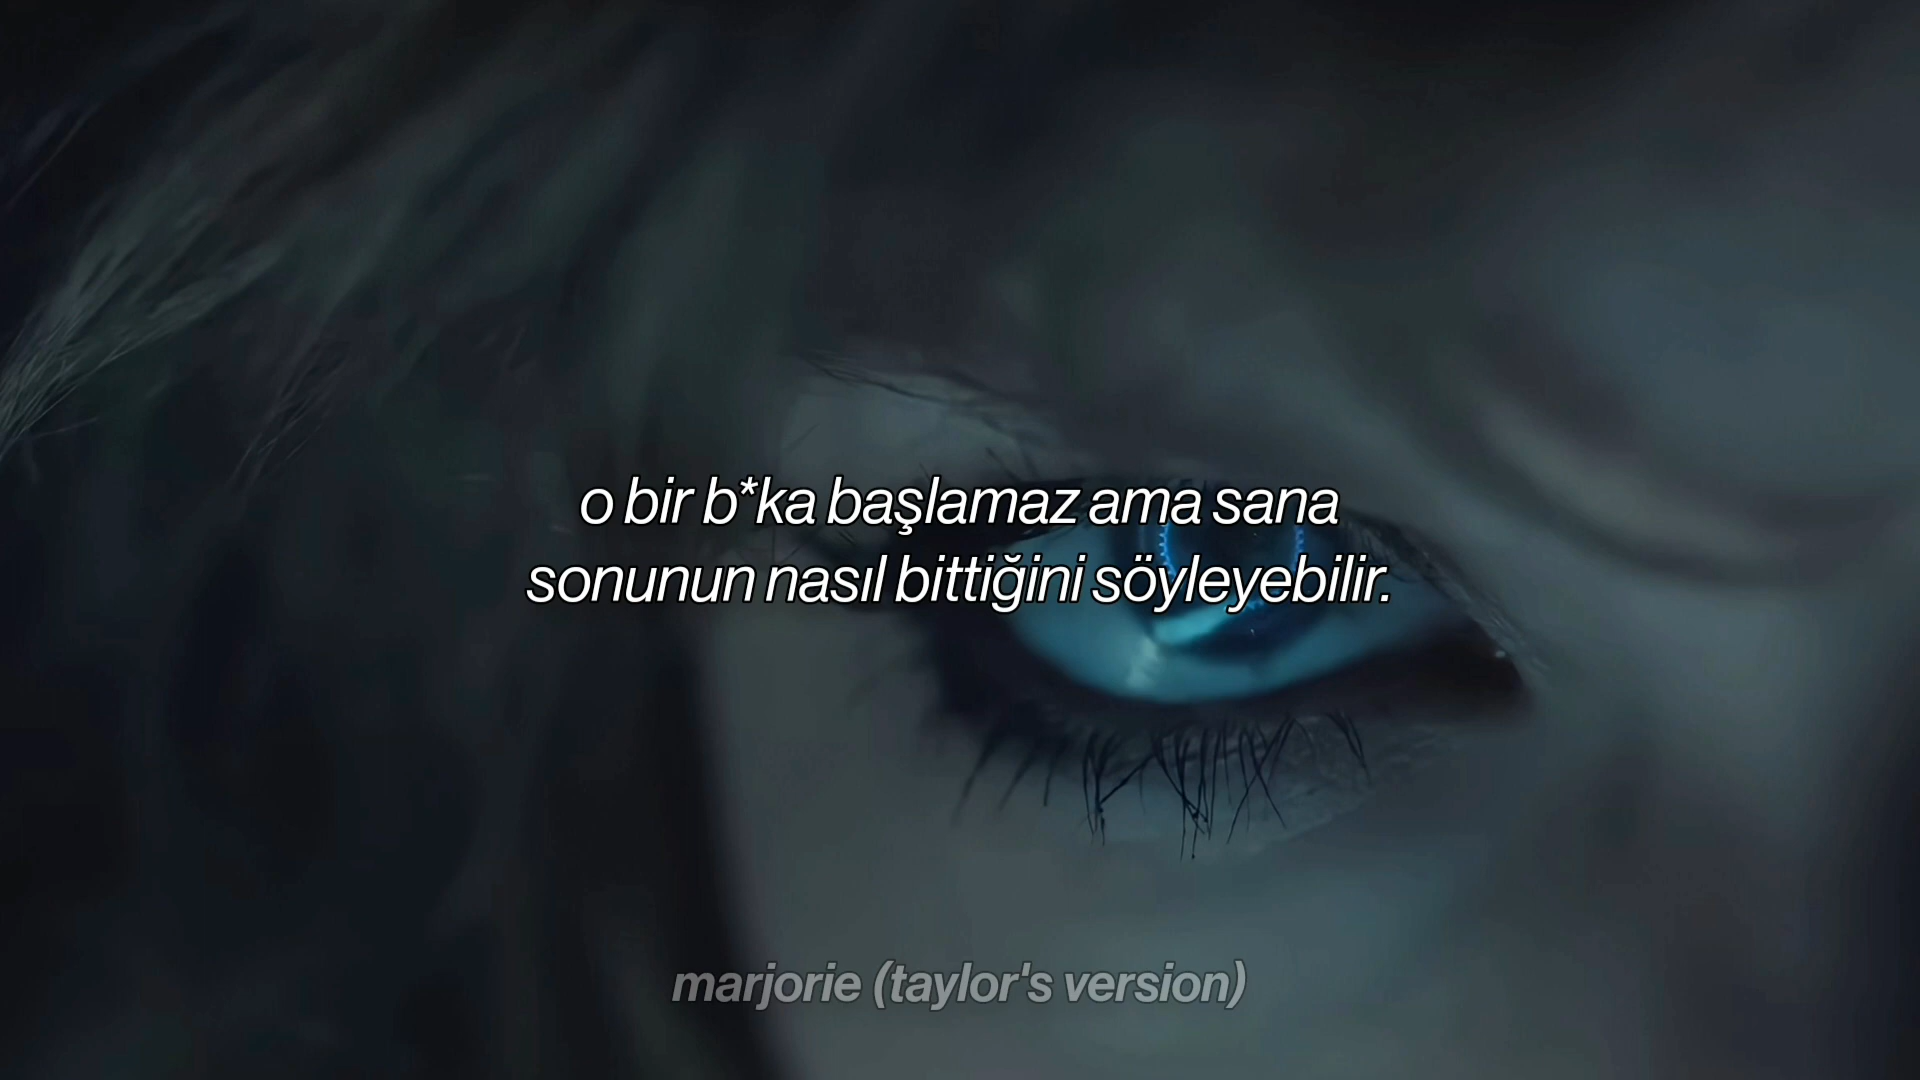 o bir b*ka başlamaz ama sana
sonunun nasıl bittiğini söyleyebilir.
marjorie (taylor's version)